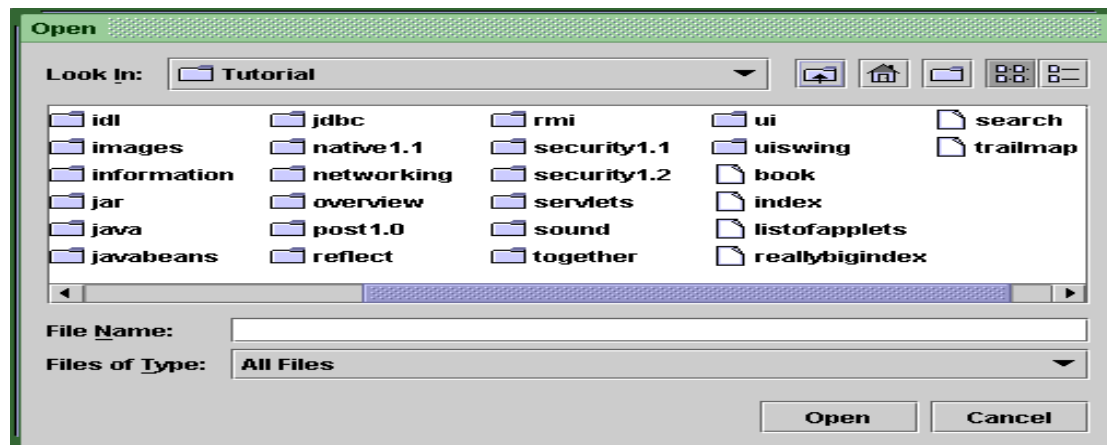 Open
Look In: Tutorial
idl jdbc rmi ui search
images native1.1 security1.1 uiswing trailmap
information networking security1.2 book
jar overview servlets index
java post1.0 sound listofapplets
javabeans reflect together reallybigindex
File Name:
Files of Type: All Files
Open Cancel